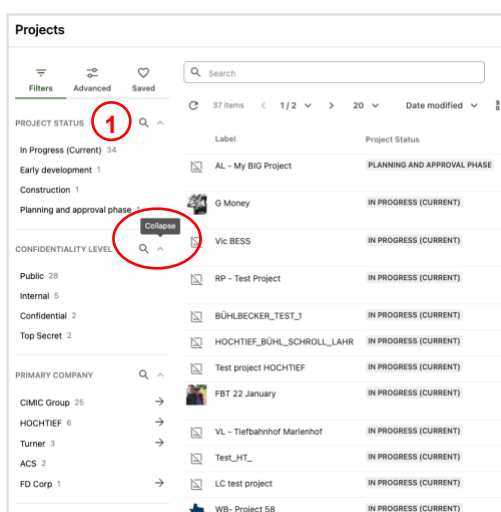 Projects
Filters
Advanced
Saved
PROJECT STATUS
1
In Progress (Current) 34
Early development 1
Construction 1
Planning and approval phase 1
Collapse
CONFIDENTIALITY LEVEL
Public 28
Internal 5
Confidential 2
Top Secret 2
PRIMARY COMPANY
CIMIC Group 25
HOCHTIEF 6
Turner 3
ACS 2
FD Corp 1
Search
37 items < 1 / 2 > 20 Date modified
Label Project Status
AL - My BIG Project PLANNING AND APPROVAL PHASE
G Money IN PROGRESS (CURRENT)
Vic BESS IN PROGRESS (CURRENT)
RP - Test Project IN PROGRESS (CURRENT)
BÜHLBECKER_TEST_1 IN PROGRESS (CURRENT)
HOCHTIEF_BÜHL_SCHROLL_LAHR IN PROGRESS (CURRENT)
Test project HOCHTIEF IN PROGRESS (CURRENT)
FBT 22 January IN PROGRESS (CURRENT)
VL - Tiefbahnhof Marienhof IN PROGRESS (CURRENT)
Test_HT_ IN PROGRESS (CURRENT)
LC test project IN PROGRESS (CURRENT)
WB- Project 58 IN PROGRESS (CURRENT)